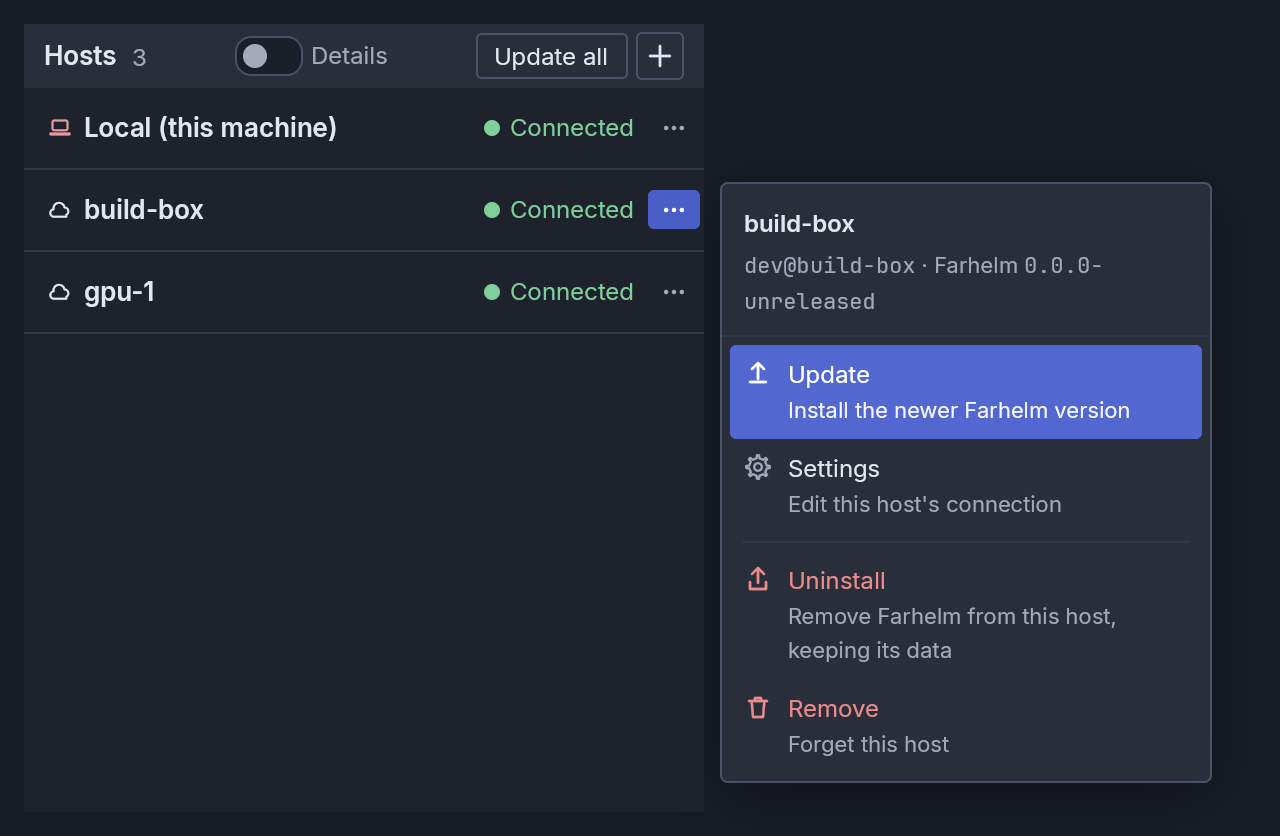 Hosts 3 Details Update all
Local (this machine) Connected
build-box Connected
gpu-1 Connected
build-box
dev@build-box · Farhelm 0.0.0-
unreleased
Update
Install the newer Farhelm version
Settings
Edit this host's connection
Uninstall
Remove Farhelm from this host,
keeping its data
Remove
Forget this host